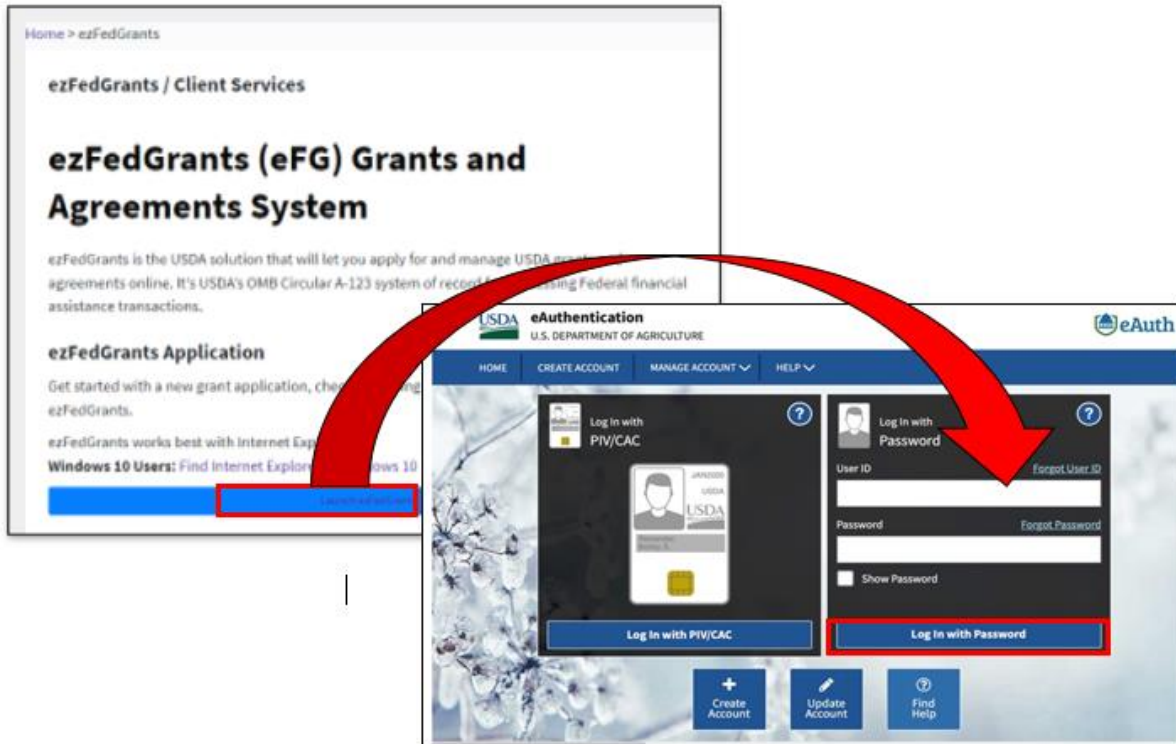 Home > ezFedGrants
ezFedGrants / Client Services
ezFedGrants (eFG) Grants and
Agreements System
ezFedGrants is the USDA solution that will let you apply for and manage USDA
agreements online. It's USDA's OMB Circular A-123 system of record Federal financial
assistance transactions.
ezFedGrants Application
Get started with a new grant application,
ezFedGrants.
ezFedGrants works best with Internet
Windows 10 Users: Find Internet 10
USDA
eAuthentication
U.S. DEPARTMENT OF AGRICULTURE
eAuth
HOME
CREATE ACCOUNT
MANAGE ACCOUNT
HELP
Log In with
PIV/CAC
?
JAN2020
USDA
USDA
Log In with PIV/CAC
Log In with
Password
?
User ID
Forgot User ID
Password
Forgot Password
Show Password
Log In with Password
Create
Account
Update
Account
?
Find
Help